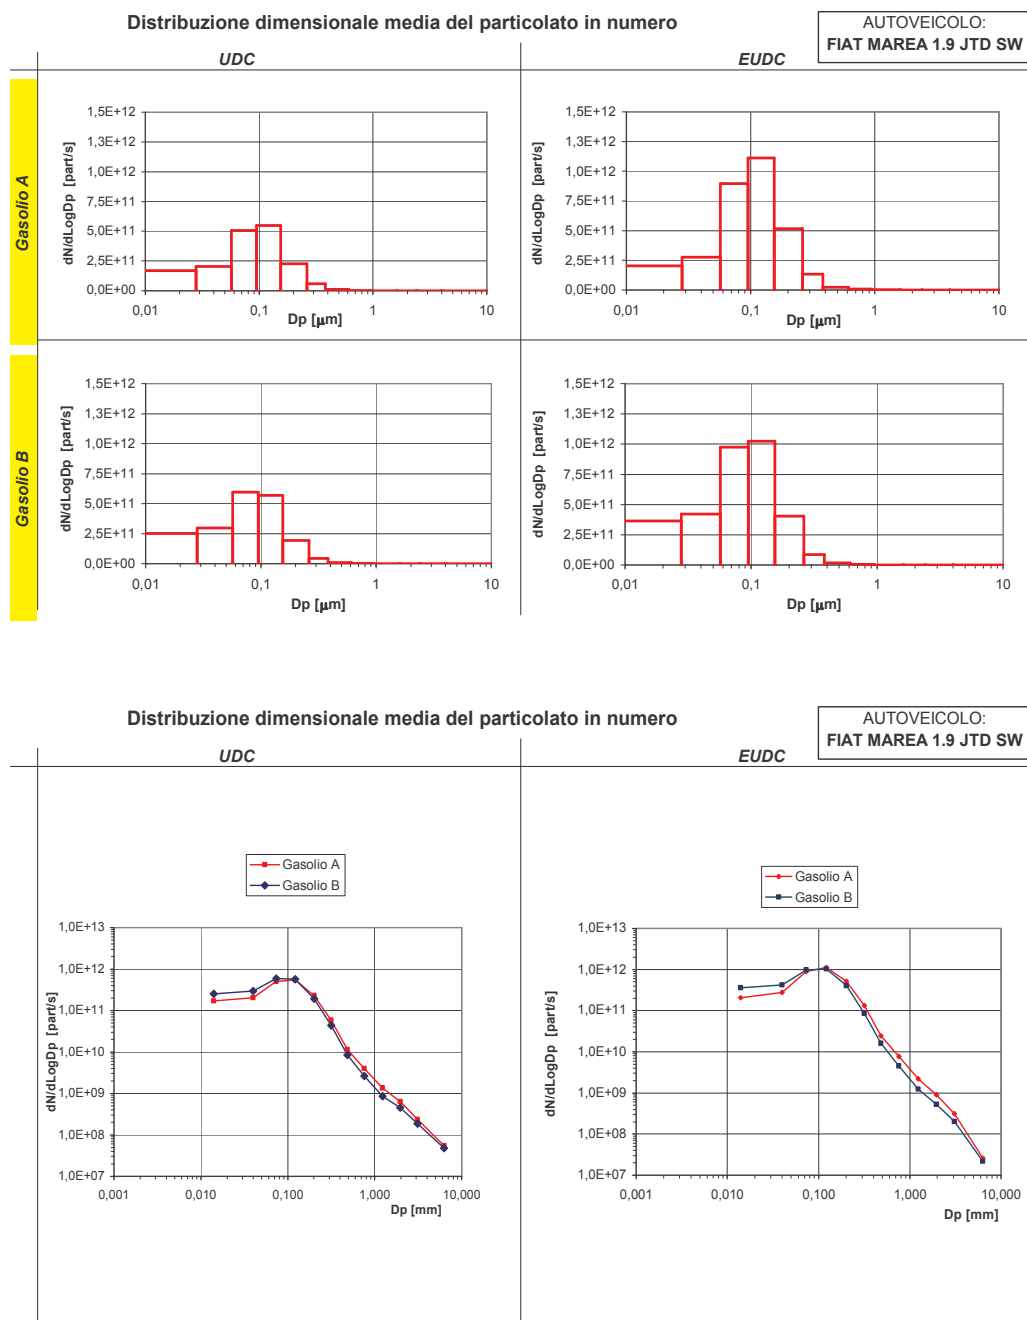 Distribuzione dimensionale media del particolato in numero
AUTOVEICOLO:
FIAT MAREA 1.9 JTD SW
UDC
EUDC
Gasolio A
dN/dLogDp [part/s]
1,5E+12
1,3E+12
1,0E+12
7,5E+11
5,0E+11
2,5E+11
0,0E+00
0,01
0,1
1
10
Dp [μm]
dN/dLogDp [part/s]
1,5E+12
1,3E+12
1,0E+12
7,5E+11
5,0E+11
2,5E+11
0,0E+00
0,01
0,1
1
10
Dp [μm]
Gasolio B
dN/dLogDp [part/s]
1,5E+12
1,3E+12
1,0E+12
7,5E+11
5,0E+11
2,5E+11
0,0E+00
0,01
0,1
1
10
Dp [μm]
dN/dLogDp [part/s]
1,5E+12
1,3E+12
1,0E+12
7,5E+11
5,0E+11
2,5E+11
0,0E+00
0,01
0,1
1
10
Dp [μm]
Distribuzione dimensionale media del particolato in numero
AUTOVEICOLO:
FIAT MAREA 1.9 JTD SW
UDC
EUDC
Gasolio A
Gasolio B
dN/dLogDp [part/s]
1,0E+13
1,0E+12
1,0E+11
1,0E+10
1,0E+09
1,0E+08
1,0E+07
0,001
0,010
0,100
1,000
10,000
Dp [mm]
Gasolio A
Gasolio B
dN/dLogDp [part/s]
1,0E+13
1,0E+12
1,0E+11
1,0E+10
1,0E+09
1,0E+08
1,0E+07
0,001
0,010
0,100
1,000
10,000
Dp [mm]